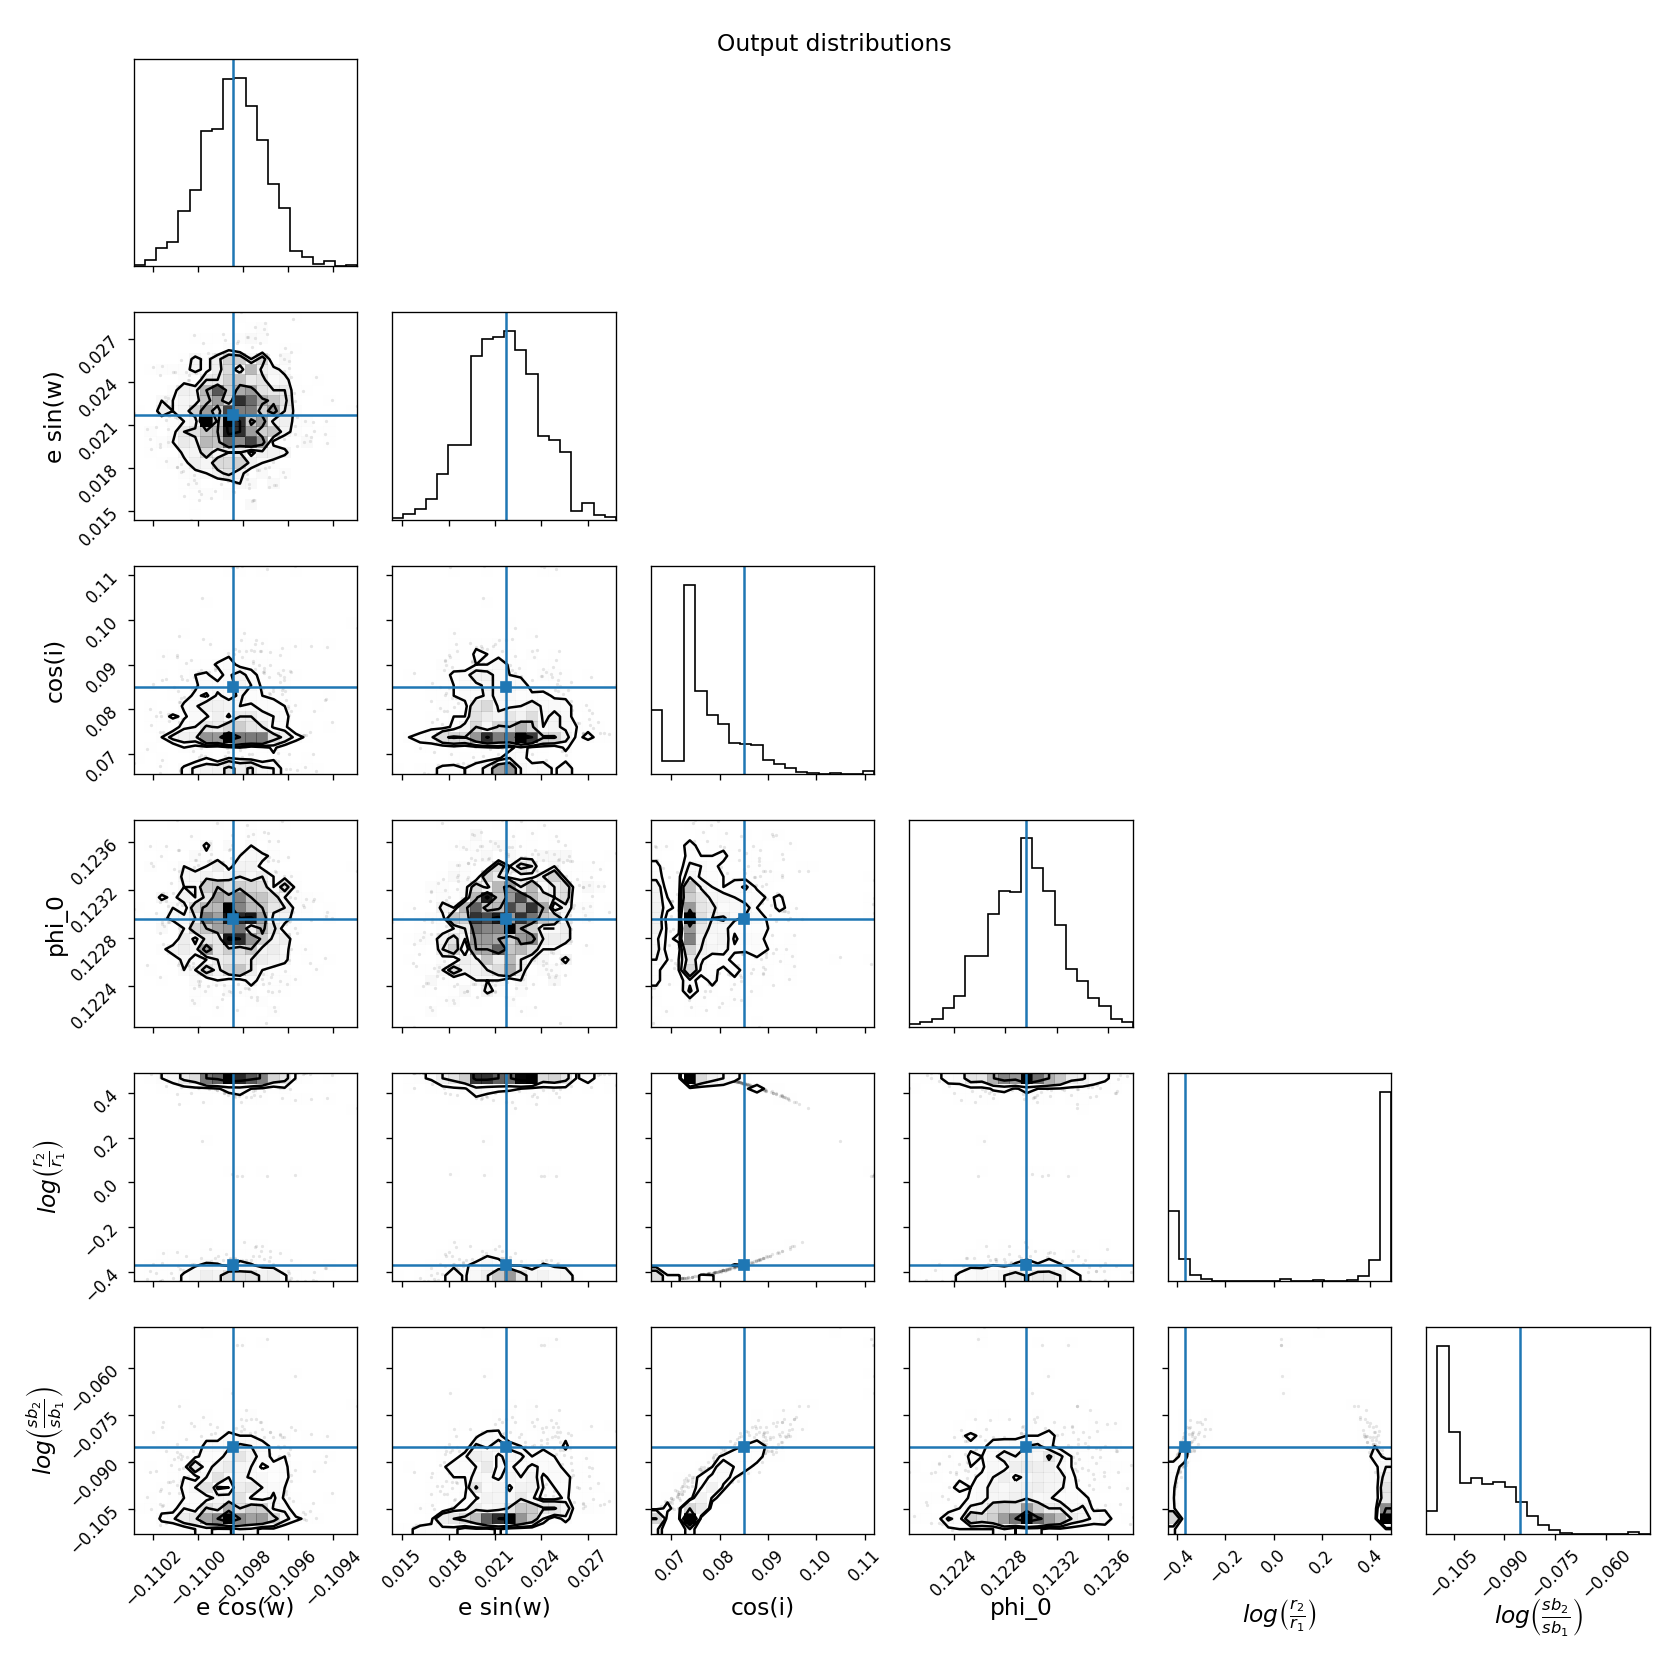 Output distributions
e sin(w)
0.027
0.024
0.021
0.018
0.015
cos(i)
0.11
0.10
0.09
0.08
0.07
phi_0
0.1236
0.1232
0.1228
0.1224
log(r₂/r₁)
0.4
0.2
0.0
−0.2
−0.4
log(sb₂/sb₁)
−0.060
−0.075
−0.090
−0.105
−0.1102 −0.1100 −0.1098 −0.1096 −0.1094
0.015 0.018 0.021 0.024 0.027
0.07 0.08 0.09 0.10 0.11
0.1224 0.1228 0.1232 0.1236
−0.4 −0.2 0.0 0.2 0.4
−0.105 −0.090 −0.075 −0.060
e cos(w)
e sin(w)
cos(i)
phi_0
log(r₂/r₁)
log(sb₂/sb₁)